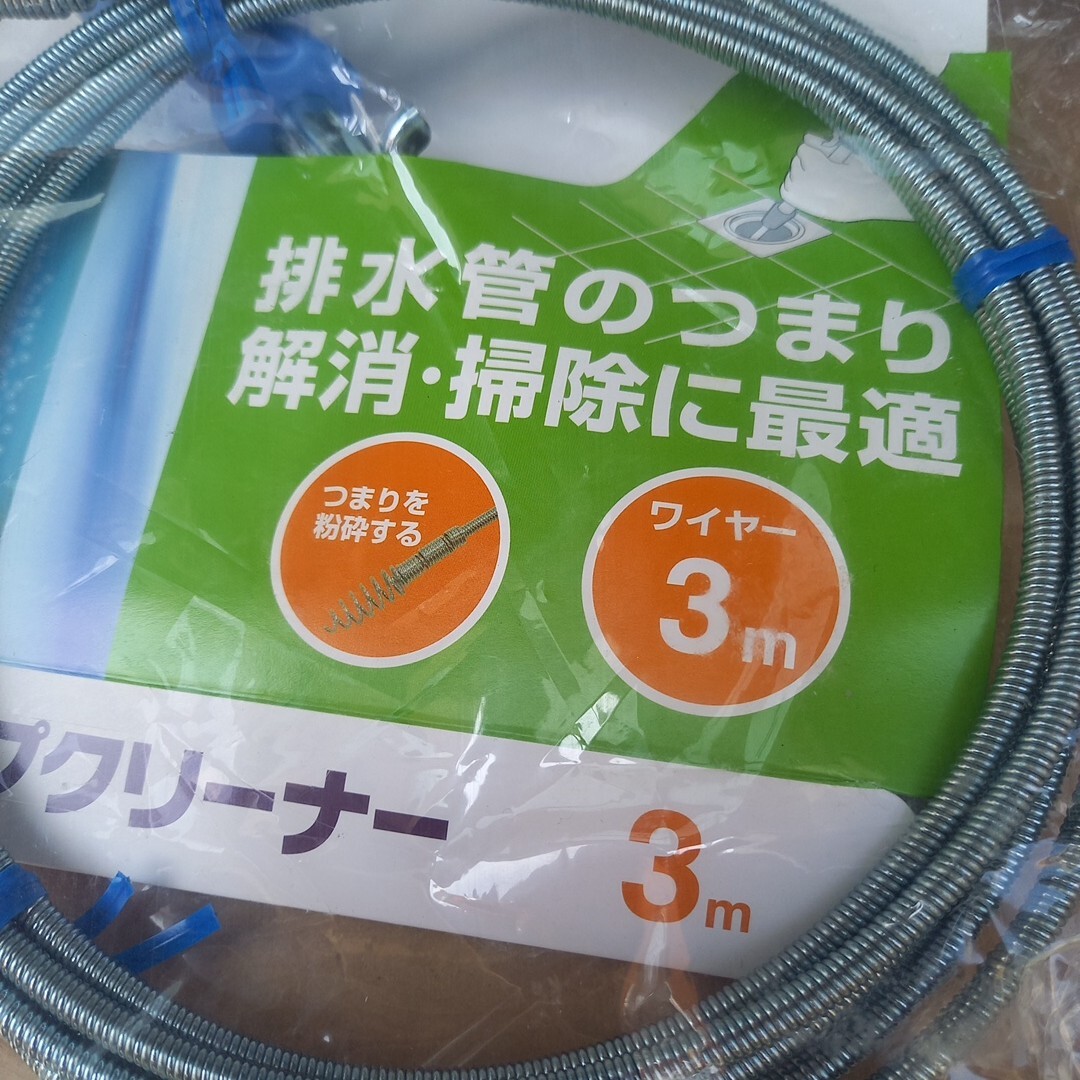 排水管のつまり
解消・掃除に最適
つまりを
粉砕する
ワイヤー
3m
プクリーナー
3m